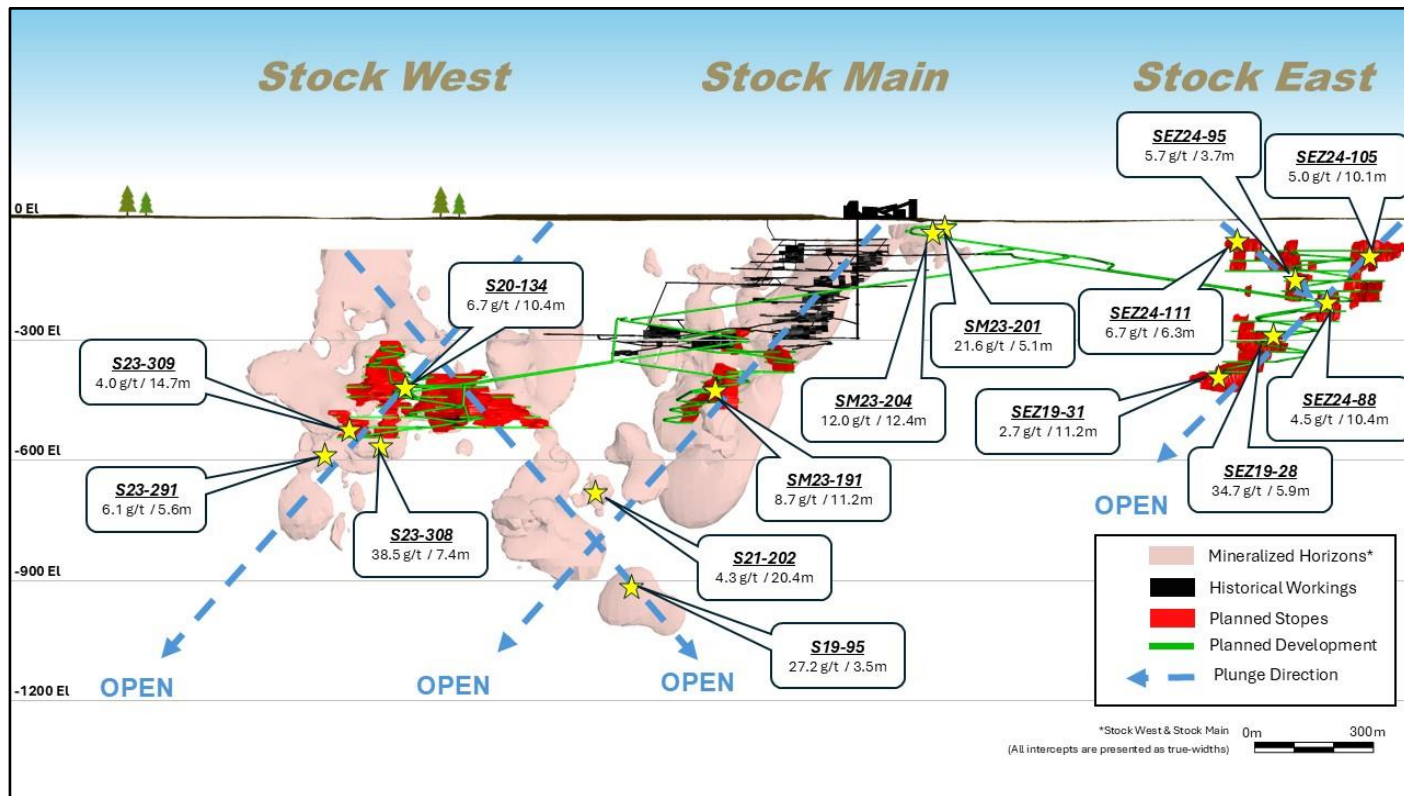 Stock West
Stock Main
Stock East
SEZ24-95
5.7 g/t / 3.7m
SEZ24-105
5.0 g/t / 10.1m
0 El
S20-134
6.7 g/t / 10.4m
SM23-201
21.6 g/t / 5.1m
SEZ24-111
6.7 g/t / 6.3m
-300 El
S23-309
4.0 g/t / 14.7m
SM23-204
12.0 g/t / 12.4m
SEZ19-31
2.7 g/t / 11.2m
SEZ24-88
4.5 g/t / 10.4m
-600 El
S23-291
6.1 g/t / 5.6m
SM23-191
8.7 g/t / 11.2m
SEZ19-28
34.7 g/t / 5.9m
OPEN
S23-308
38.5 g/t / 7.4m
S21-202
4.3 g/t / 20.4m
-900 El
S19-95
27.2 g/t / 3.5m
OPEN
OPEN
OPEN
-1200 El
Mineralized Horizons*
Historical Workings
Planned Stopes
Planned Development
Plunge Direction
*Stock West & Stock Main
(All intercepts are presented as true-widths)
0m 300m